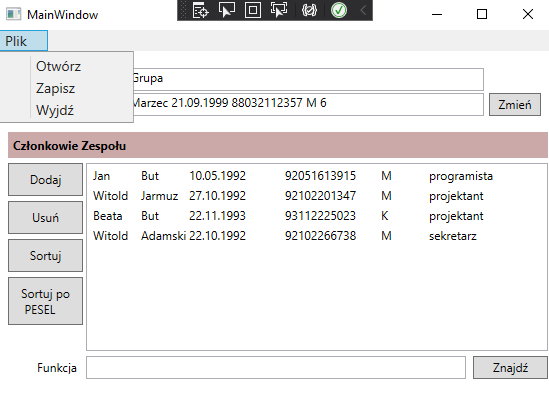 MainWindow
Plik
Otwórz
Zapisz
Wyjdź
Grupa
Marzec 21.09.1999 88032112357 M 6
Zmień
Członkowie Zespołu
Dodaj
Usuń
Sortuj
Sortuj po
PESEL
Jan But 10.05.1992 92051613915 M programista
Witold Jarmuz 27.10.1992 92102201347 M projektant
Beata But 22.11.1993 93112225023 K projektant
Witold Adamski 22.10.1992 92102266738 M sekretarz
Funkcja
Znajdź